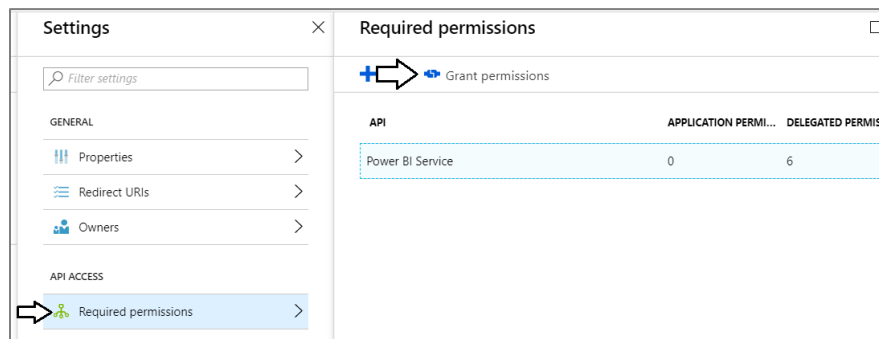 Settings
Required permissions
Filter settings
Grant permissions
GENERAL
API
APPLICATION PERMI...
DELEGATED PERMIS
Properties
Power BI Service
0
6
Redirect URIs
Owners
API ACCESS
Required permissions